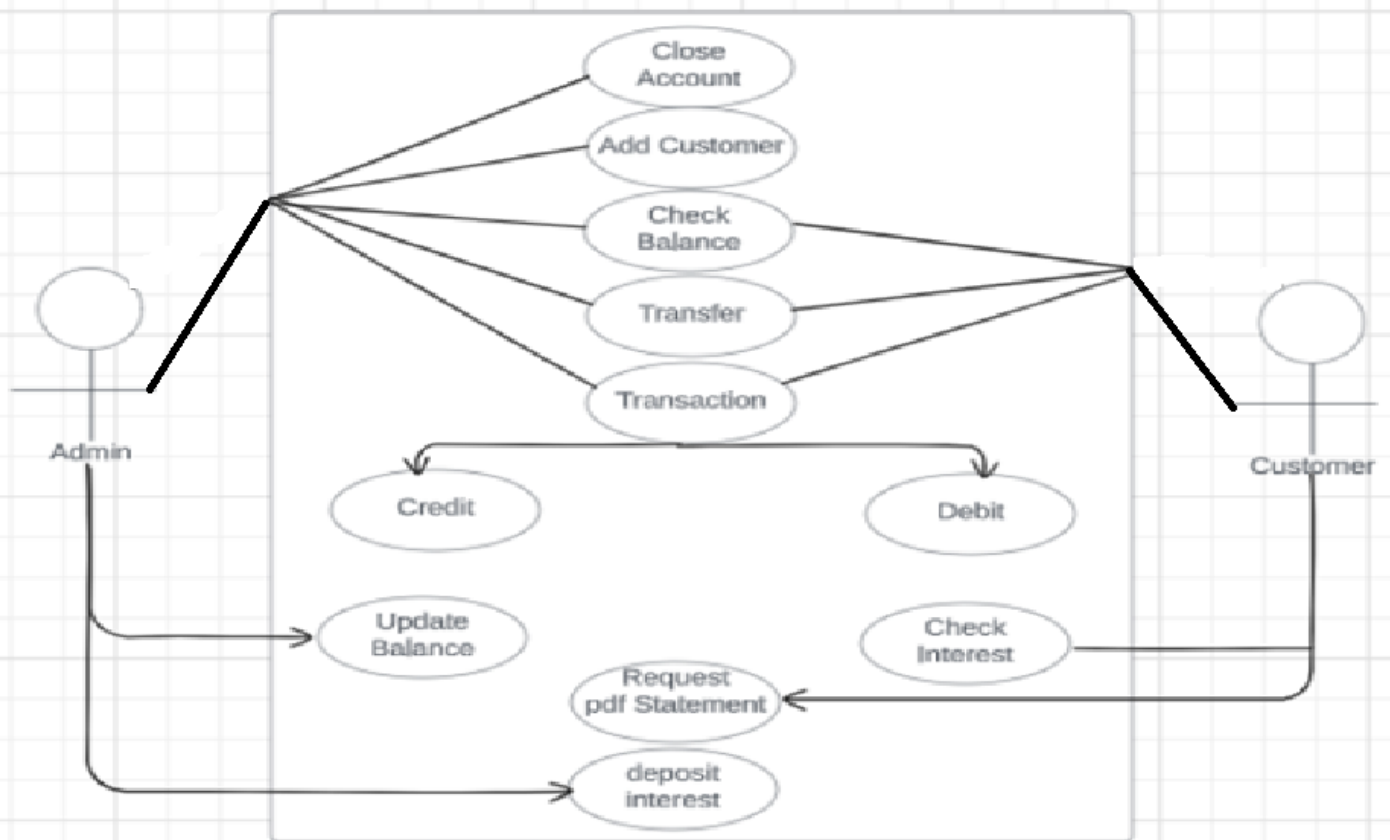 Close
Account
Add Customer
Check
Balance
Transfer
Transaction
Admin
Customer
Credit
Debit
Update
Balance
Check
Interest
Request
pdf Statement
deposit
interest